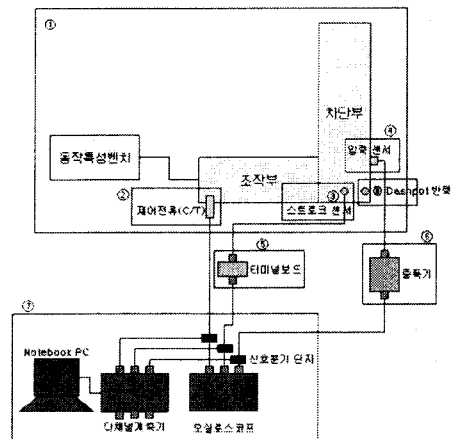 ①
차단부
동작특성벤치
조작부
④
압력 센서
②
제어전류(C/T)
③
스트로크 센서
Dashpot 반경
⑤
터미널보드
⑥
증폭기
⑦
Notebook PC
신호분기 단자
다채널계측기
오실로스코프